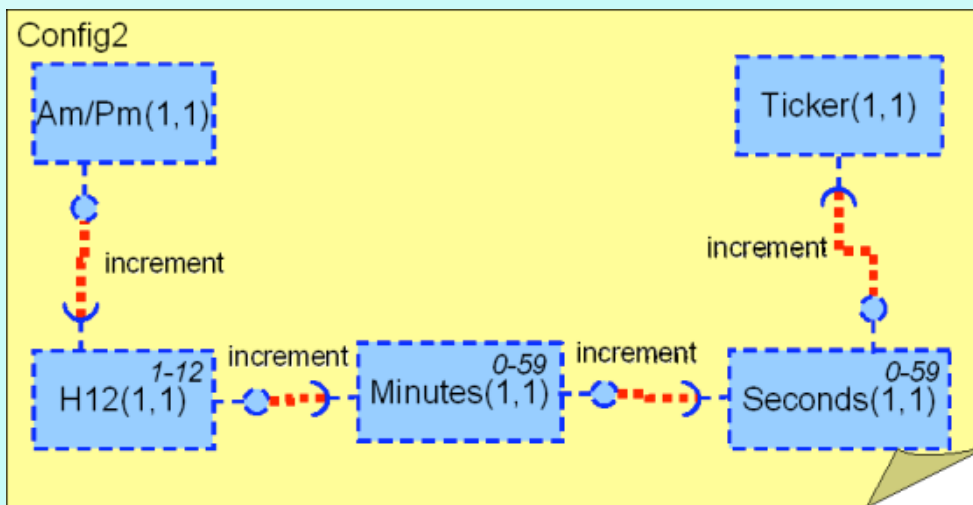 Config2
Am/Pm(1,1)
Ticker(1,1)
increment
increment
1-12
H12(1,1)
increment
0-59
Minutes(1,1)
increment
0-59
Seconds(1,1)